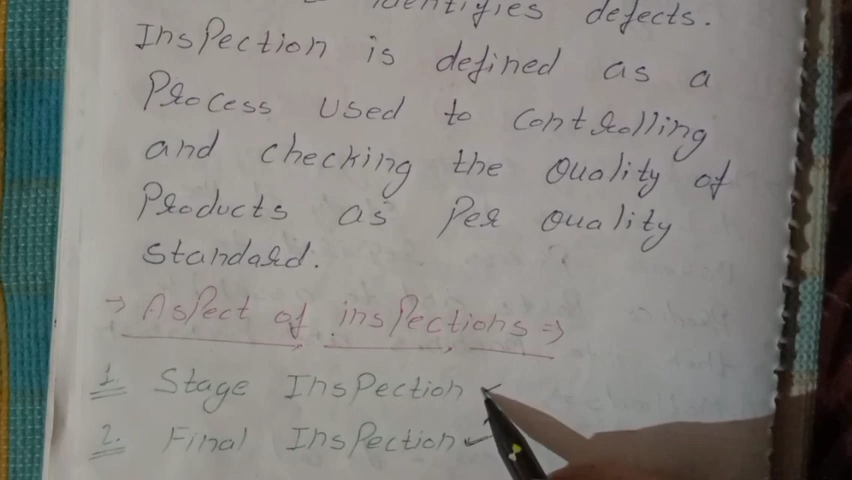 identifies defects.
Inspection is defined as a
Process used to controlling
and checking the Quality of
Products as Per Quality
standard.
→ Aspect of inspections ⇒
1. Stage Inspection
2. Final Inspection